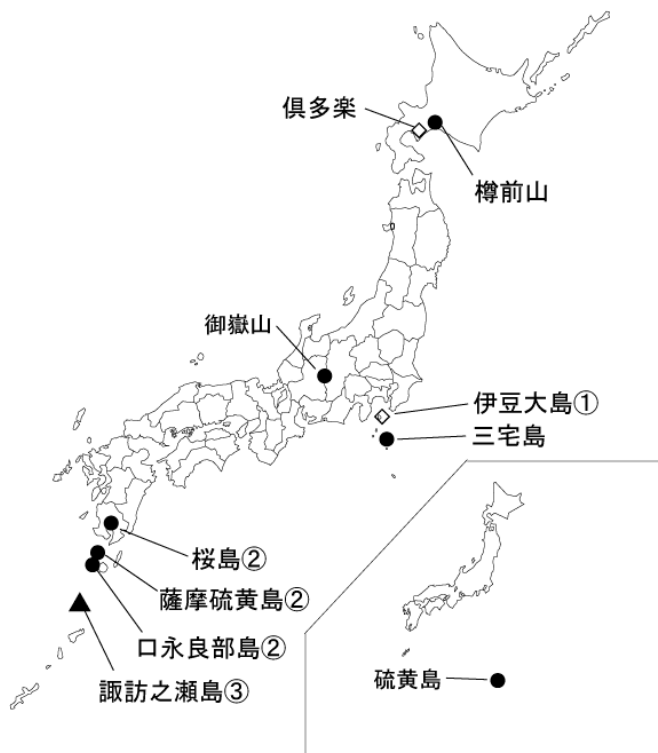 倶多楽
樽前山
御嶽山
伊豆大島①
三宅島
桜島②
薩摩硫黄島②
口永良部島②
諏訪之瀬島③
硫黄島